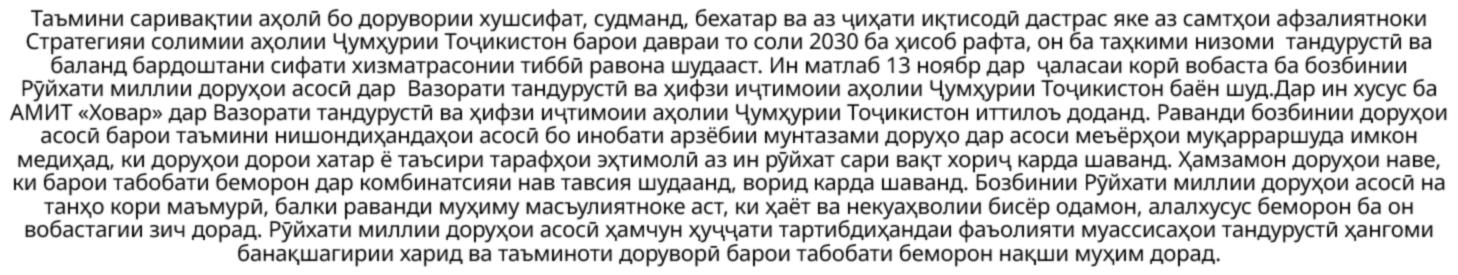 Таъмини саривақтии аҳолӣ бо дорувории хушсифат, судманд, бехатар ва аз ҷиҳати иқтисодӣ дастрас яке аз самтҳои афзалиятноки
Стратегияи солимии аҳолии Ҷумҳурии Тоҷикистон барои давраи то соли 2030 ба ҳисоб рафта, он ба таҳкими низоми  тандурустӣ ва
баланд бардоштани сифати хизматрасонии тиббӣ равона шудааст. Ин матлаб 13 ноябр дар  ҷаласаи корӣ вобаста ба бозбинии
Рӯйхати миллии доруҳои асосӣ дар  Вазорати тандурустӣ ва ҳифзи иҷтимоии аҳолии Ҷумҳурии Тоҷикистон баён шуд.Дар ин хусус ба
АМИТ «Ховар» дар Вазорати тандурустӣ ва ҳифзи иҷтимоии аҳолии Ҷумҳурии Тоҷикистон иттилоъ доданд. Раванди бозбинии доруҳои
асосӣ барои таъмини нишондиҳандаҳои асосӣ бо инобати арзёбии мунтазами доруҳо дар асоси меъёрҳои муқарраршуда имкон
медиҳад, ки доруҳои дорои хатар ё таъсири тарафҳои эҳтимолӣ аз ин рӯйхат сари вақт хориҷ карда шаванд. Ҳамзамон доруҳои наве,
ки барои табобати беморон дар комбинатсияи нав тавсия шудаанд, ворид карда шаванд. Бозбинии Рӯйхати миллии доруҳои асосӣ на
танҳо кори маъмурӣ, балки раванди муҳиму масъулиятноке аст, ки ҳаёт ва некуаҳволии бисёр одамон, алалхусус беморон ба он
вобастагии зич дорад. Рӯйхати миллии доруҳои асосӣ ҳамчун ҳуҷҷати тартибдиҳандаи фаъолияти муассисаҳои тандурустӣ ҳангоми
банақшагирии харид ва таъминоти доруворӣ барои табобати беморон нақши муҳим дорад.